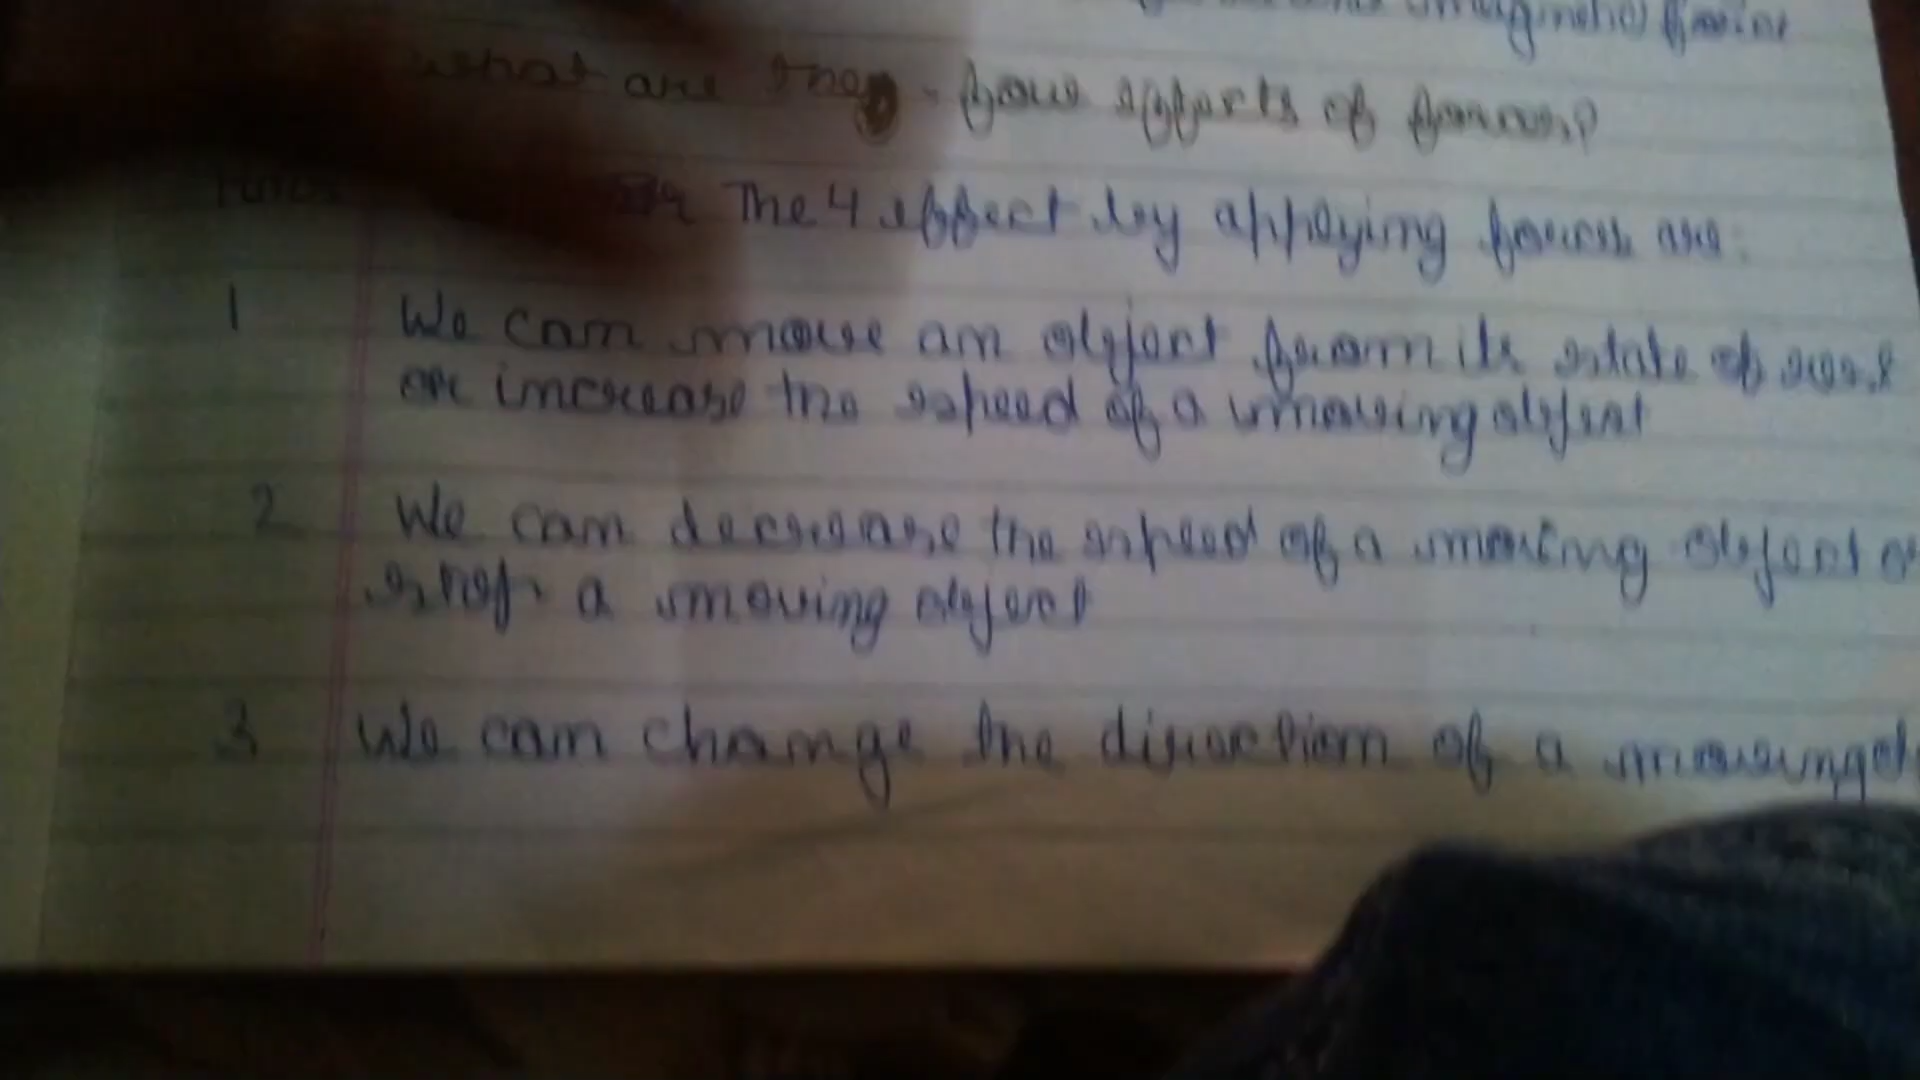 magnetic force
what are the four effects of forces?
The 4 effect by applying forces are:
1 We can move an object from its state of rest
or increase the speed of a moving object
2 We can decrease the speed of a moving object or
stop a moving object
3 We can change the direction of a moving